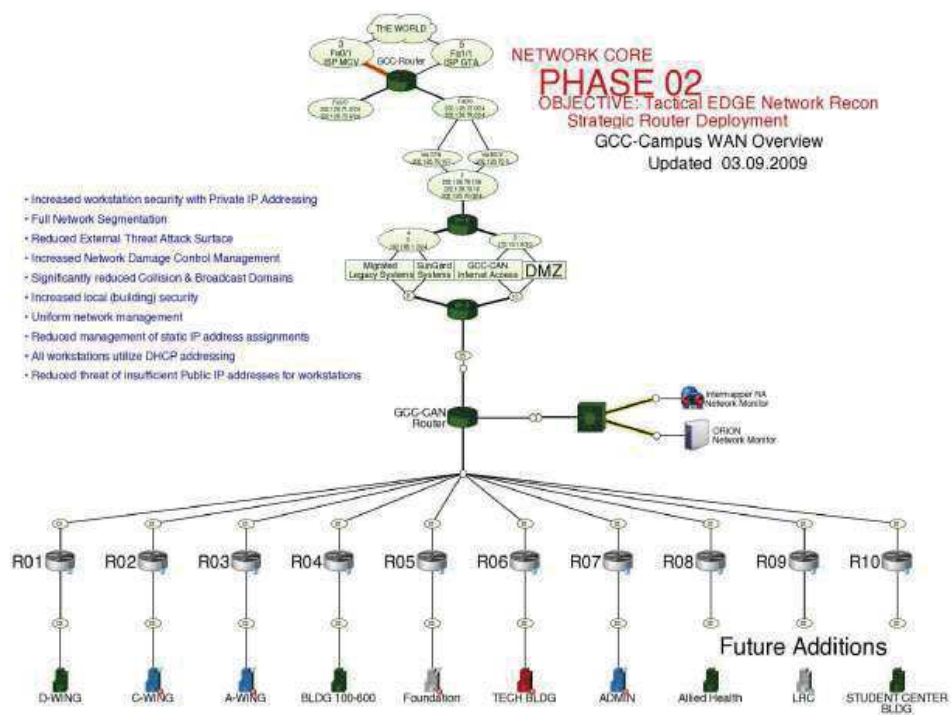 THE WORLD
3
Fa0/1
ISP MCV
GCC-Router
5
Fa1/1
ISP GTA
NETWORK CORE
PHASE 02
OBJECTIVE: Tactical EDGE Network Recon
Strategic Router Deployment
GCC-Campus WAN Overview
Updated 03.09.2009
• Increased workstation security with Private IP Addressing
• Full Network Segmentation
• Reduced External Threat Attack Surface
• Increased Network Damage Control Management
• Significantly reduced Collision & Broadcast Domains
• Increased local (building) security
• Uniform network management
• Reduced management of static IP address assignments
• All workstations utilize DHCP addressing
• Reduced threat of insufficient Public IP addresses for workstations
Migrated
Legacy Systems
SunGard
Systems
GCC-CAN
Internal Access
DMZ
GCC-CAN
Router
Intermapper RA
Network Monitor
ORION
Network Monitor
R01
R02
R03
R04
R05
R06
R07
R08
R09
R10
Future Additions
D-WING
C-WING
A-WING
BLDG 100-600
Foundation
TECH BLDG
ADMIN
Allied Health
LRC
STUDENT CENTER
BLDG